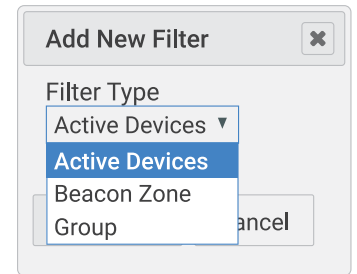 Add New Filter
Filter Type
Active Devices
Active Devices
Beacon Zone
Group
ancel